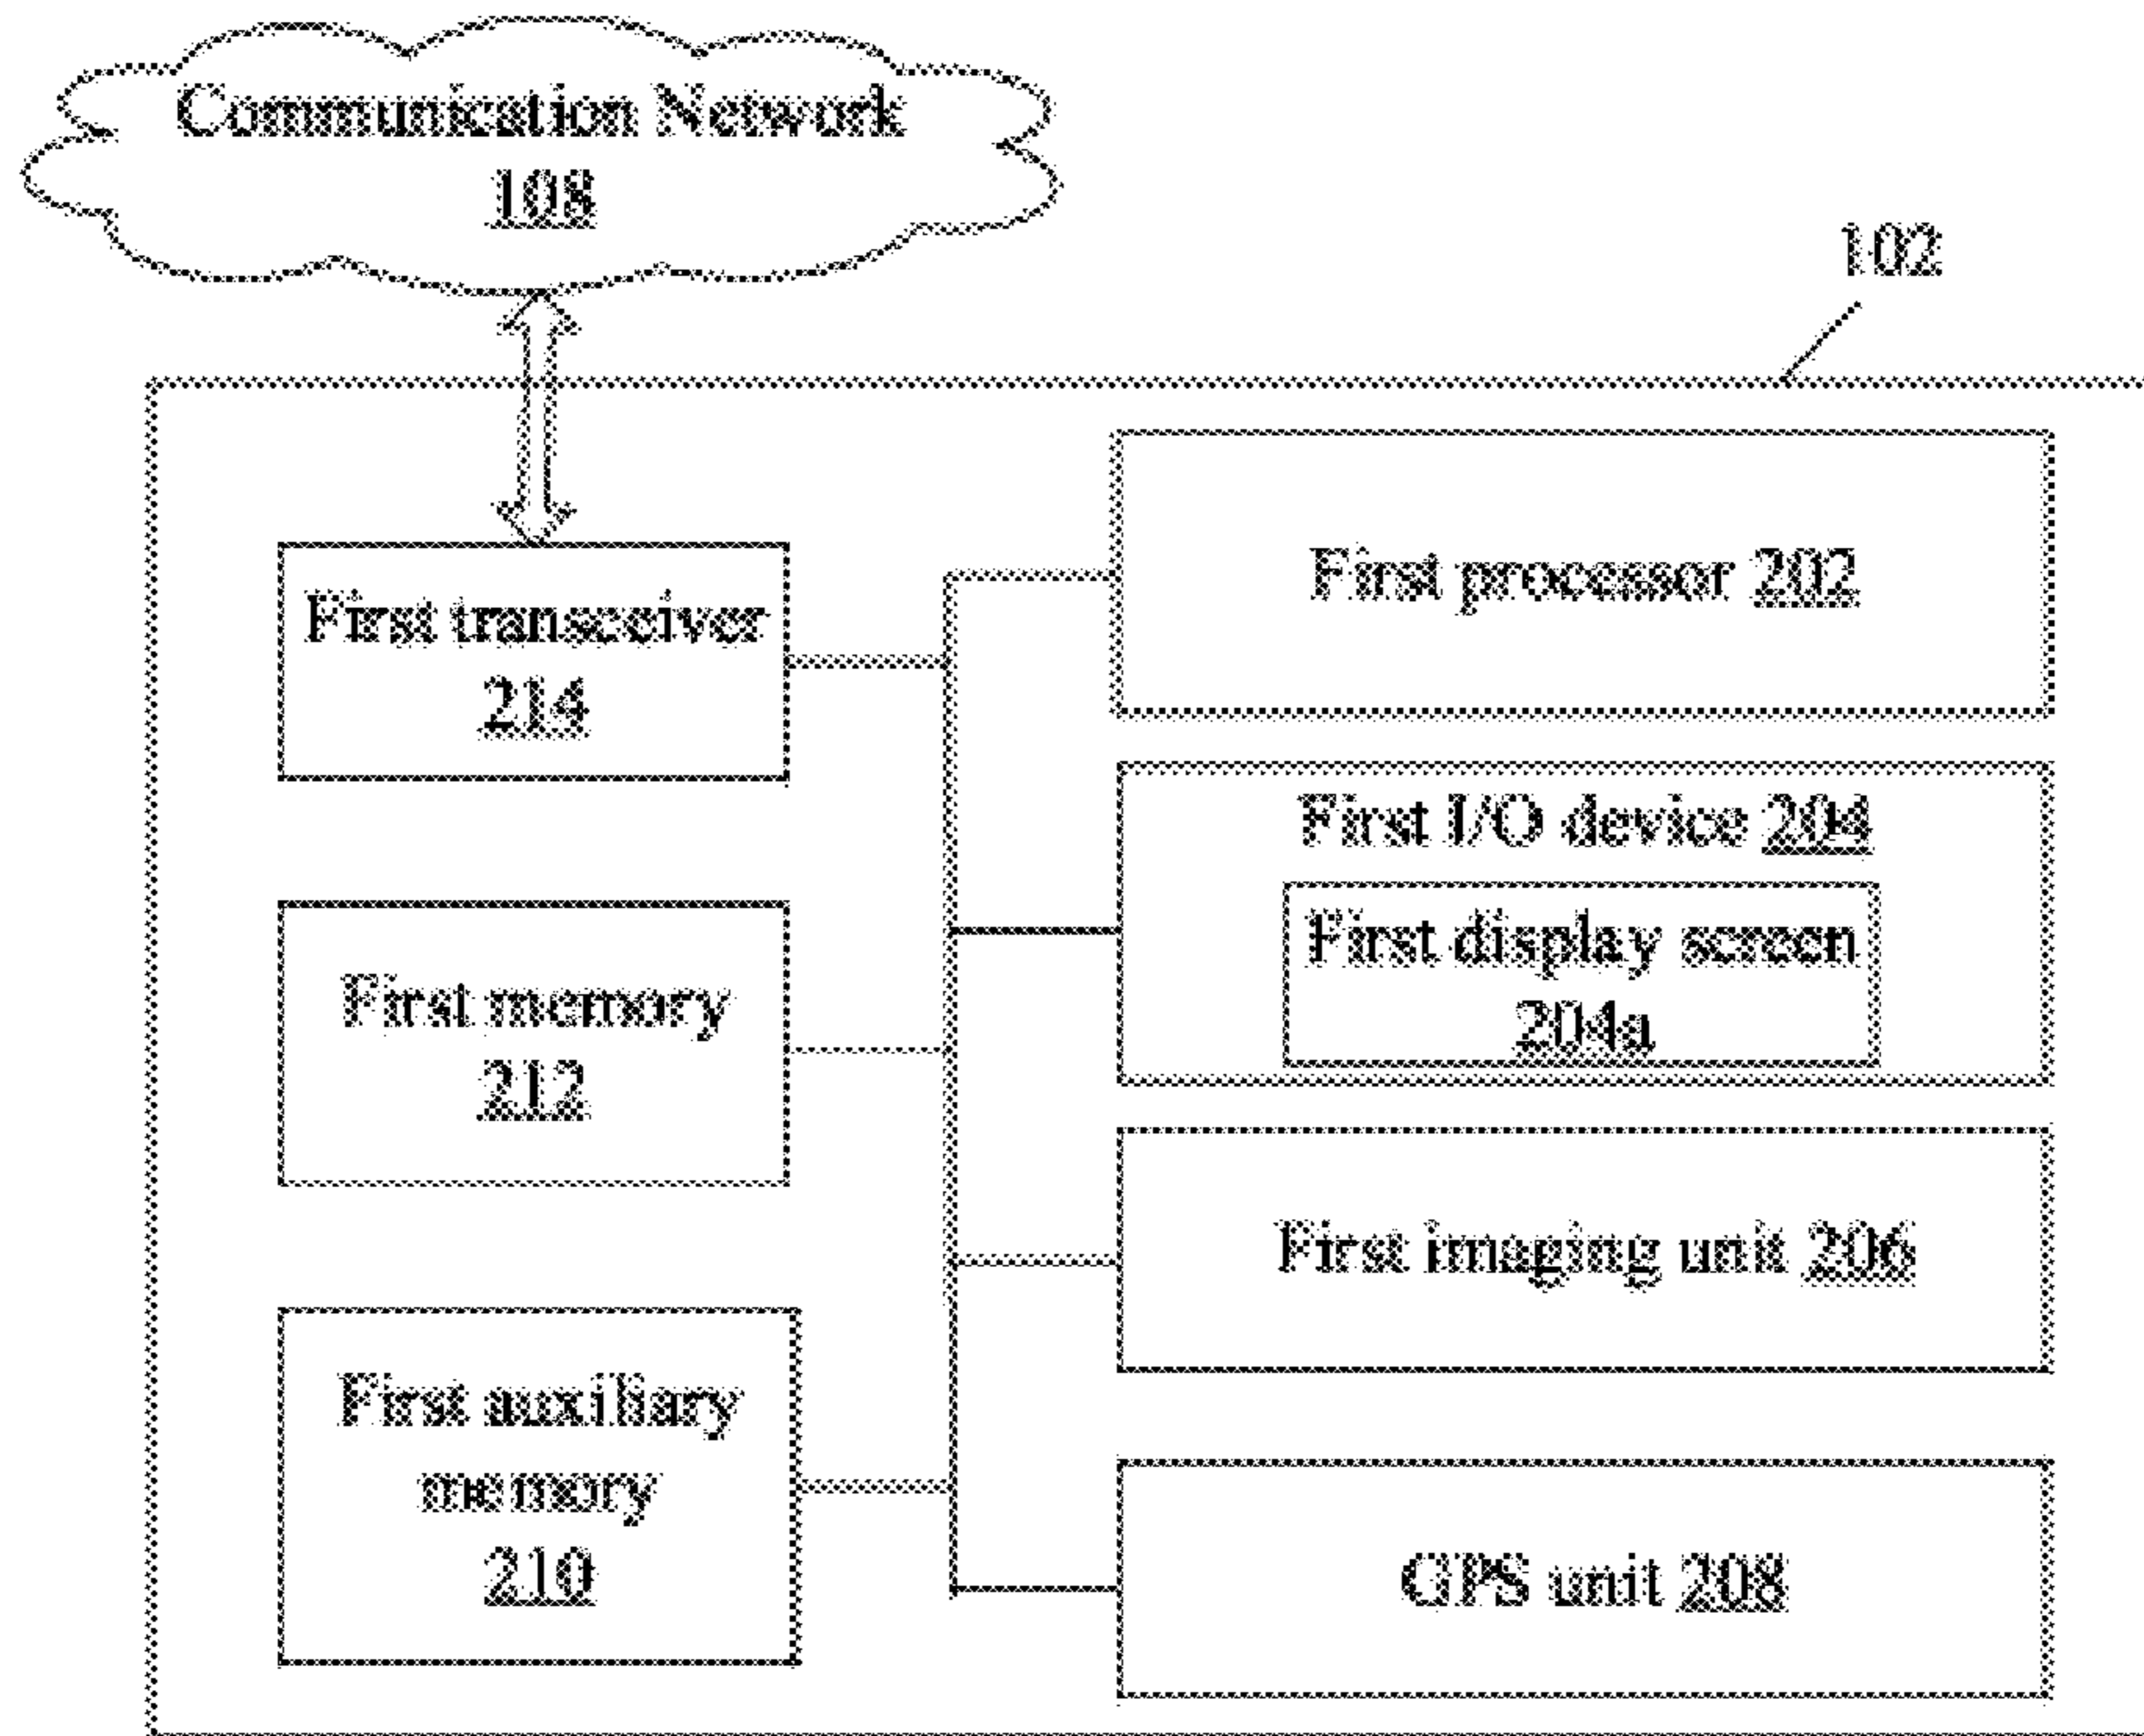 Communication Network
108
102
First transceiver
214
First memory
212
First auxiliary
memory
210
First processor 202
First I/O device 204
First display screen
204a
First imaging unit 206
GPS unit 208